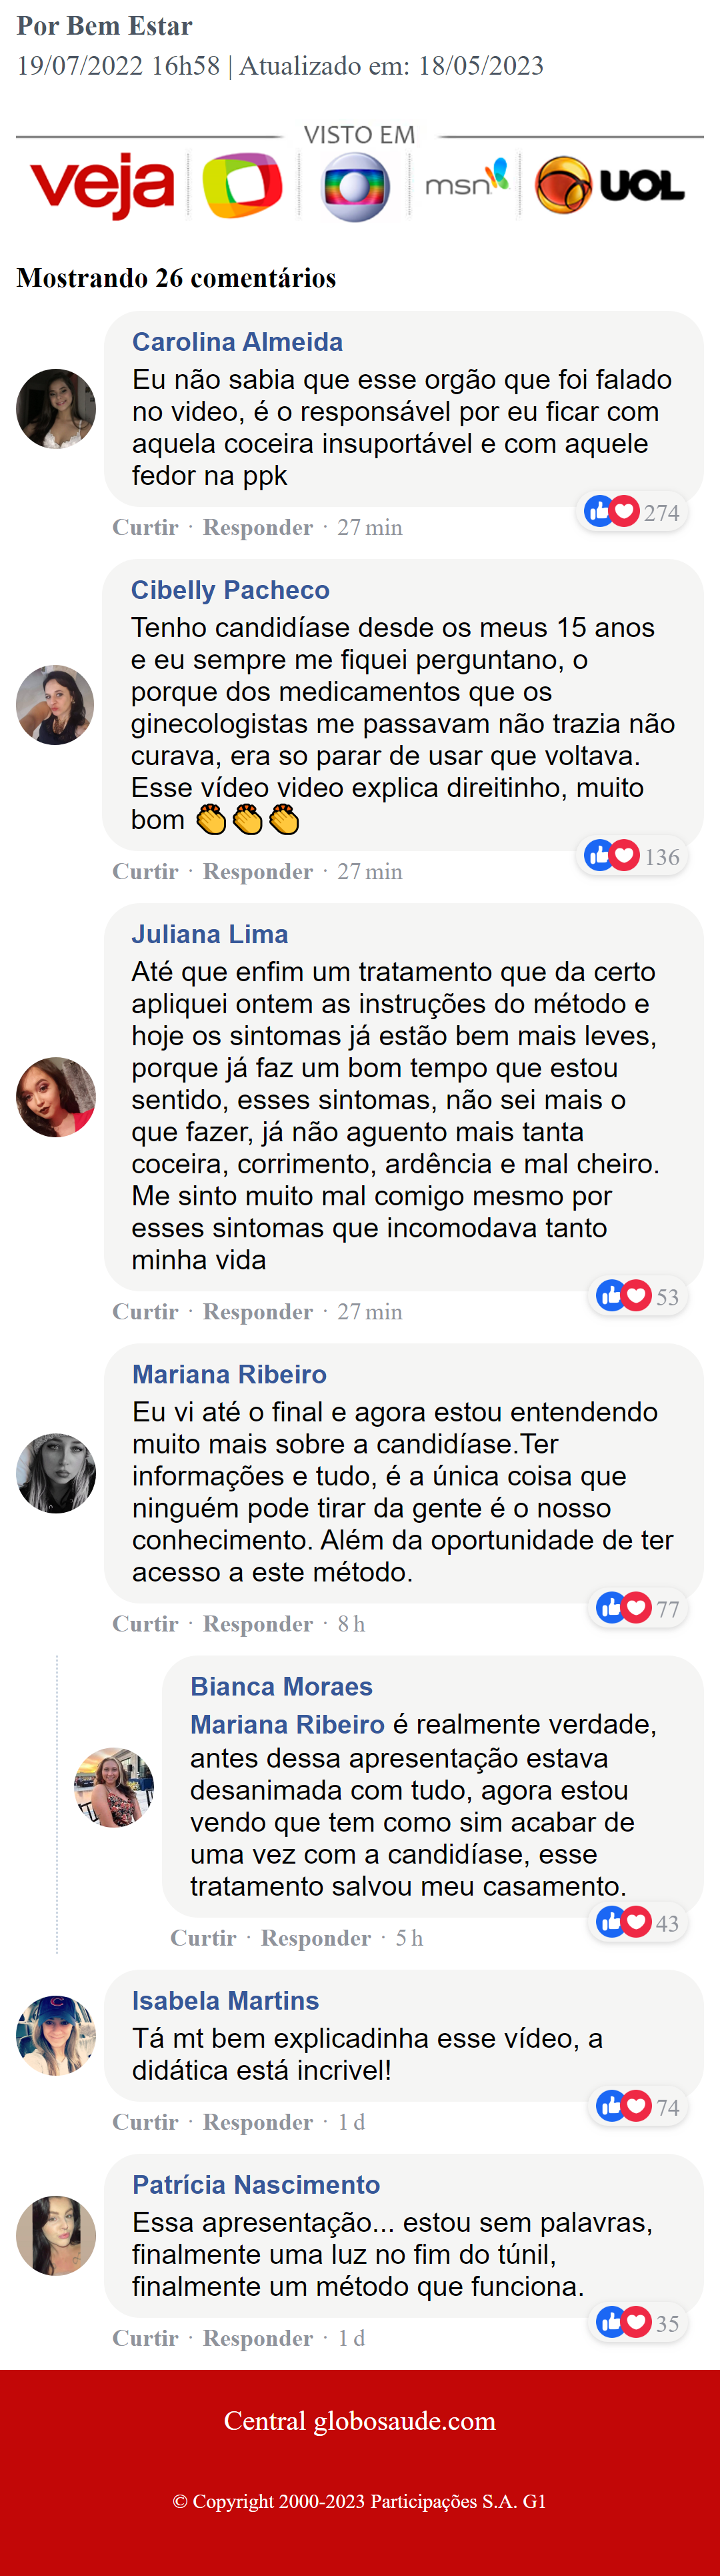 Por Bem Estar
19/07/2022 16h58 | Atualizado em: 18/05/2023
VISTO EM
veja
msn
UOL
Mostrando 26 comentários
Carolina Almeida
Eu não sabia que esse orgão que foi falado
no video, é o responsável por eu ficar com
aquela coceira insuportável e com aquele
fedor na ppk
274
Curtir · Responder · 27 min
Cibelly Pacheco
Tenho candidíase desde os meus 15 anos
e eu sempre me fiquei perguntano, o
porque dos medicamentos que os
ginecologistas me passavam não trazia não
curava, era so parar de usar que voltava.
Esse vídeo video explica direitinho, muito
bom 👏👏👏
136
Curtir · Responder · 27 min
Juliana Lima
Até que enfim um tratamento que da certo
apliquei ontem as instruções do método e
hoje os sintomas já estão bem mais leves,
porque já faz um bom tempo que estou
sentido, esses sintomas, não sei mais o
que fazer, já não aguento mais tanta
coceira, corrimento, ardência e mal cheiro.
Me sinto muito mal comigo mesmo por
esses sintomas que incomodava tanto
minha vida
53
Curtir · Responder · 27 min
Mariana Ribeiro
Eu vi até o final e agora estou entendendo
muito mais sobre a candidíase.Ter
informações e tudo, é a única coisa que
ninguém pode tirar da gente é o nosso
conhecimento. Além da oportunidade de ter
acesso a este método.
77
Curtir · Responder · 8 h
Bianca Moraes
Mariana Ribeiro é realmente verdade,
antes dessa apresentação estava
desanimada com tudo, agora estou
vendo que tem como sim acabar de
uma vez com a candidíase, esse
tratamento salvou meu casamento.
43
Curtir · Responder · 5 h
Isabela Martins
Tá mt bem explicadinha esse vídeo, a
didática está incrivel!
74
Curtir · Responder · 1 d
Patrícia Nascimento
Essa apresentação... estou sem palavras,
finalmente uma luz no fim do túnil,
finalmente um método que funciona.
35
Curtir · Responder · 1 d
Central globosaude.com
© Copyright 2000-2023 Participações S.A. G1